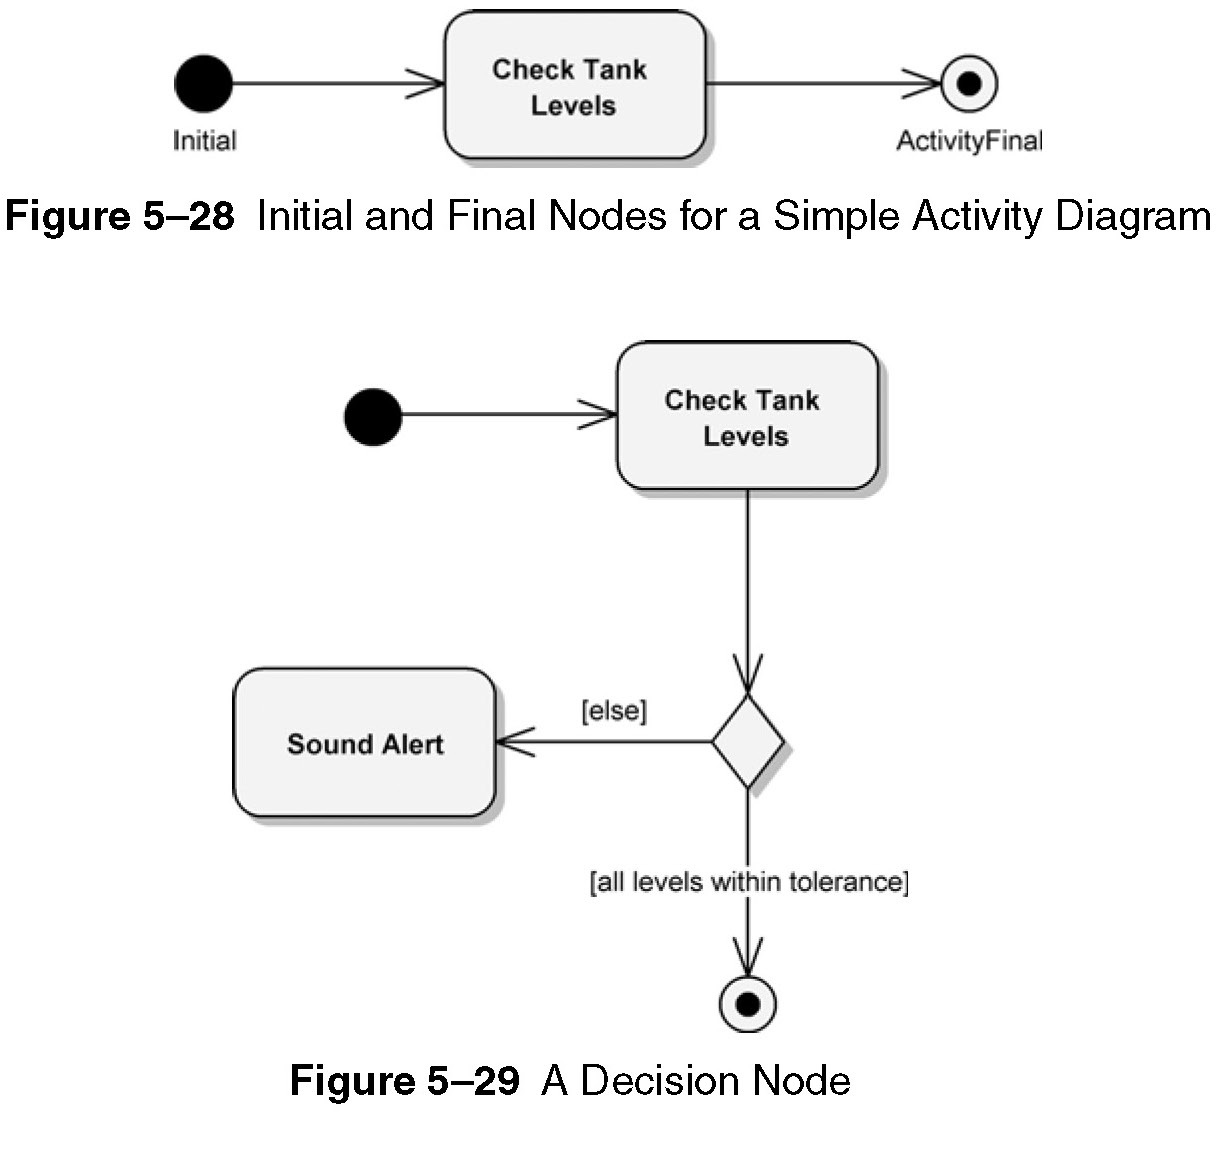 Check Tank
Levels
Initial
ActivityFinal
Figure 5–28 Initial and Final Nodes for a Simple Activity Diagram
Check Tank
Levels
[else]
Sound Alert
[all levels within tolerance]
Figure 5–29 A Decision Node